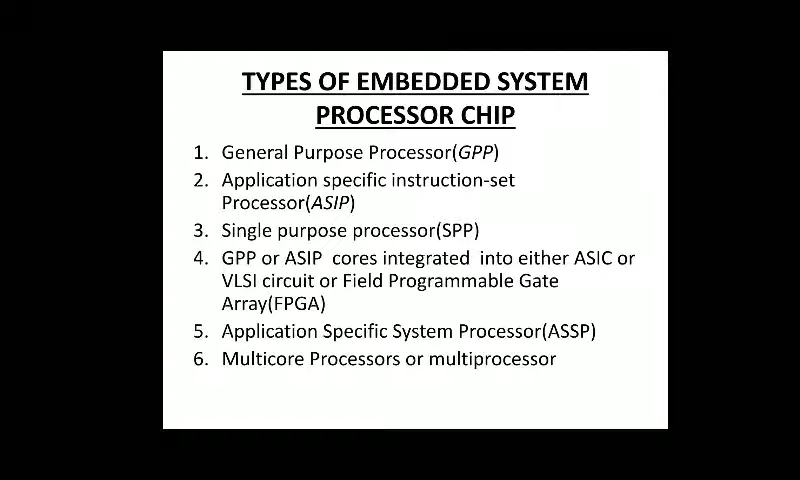 TYPES OF EMBEDDED SYSTEM
PROCESSOR CHIP
1. General Purpose Processor(GPP)
2. Application specific instruction-set
Processor(ASIP)
3. Single purpose processor(SPP)
4. GPP or ASIP cores integrated into either ASIC or
VLSI circuit or Field Programmable Gate
Array(FPGA)
5. Application Specific System Processor(ASSP)
6. Multicore Processors or multiprocessor